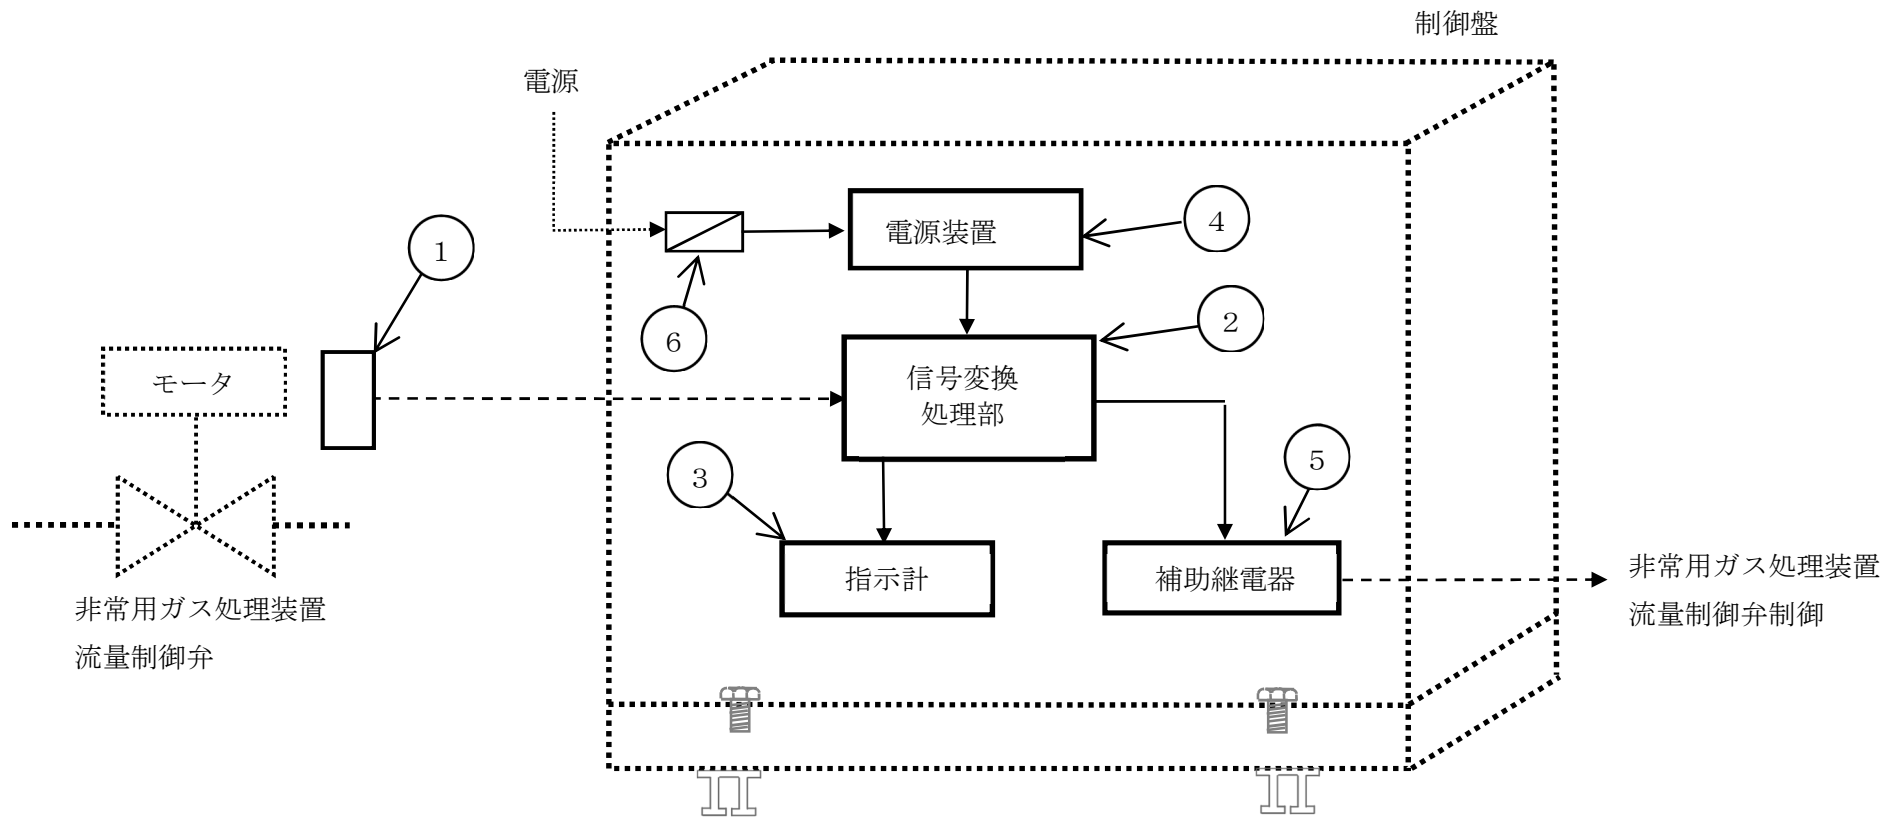 制御盤
電源
1
4
電源装置
2
6
モータ
信号変換
処理部
3
5
指示計
補助継電器
非常用ガス処理装置
流量制御弁制御
非常用ガス処理装置
流量制御弁